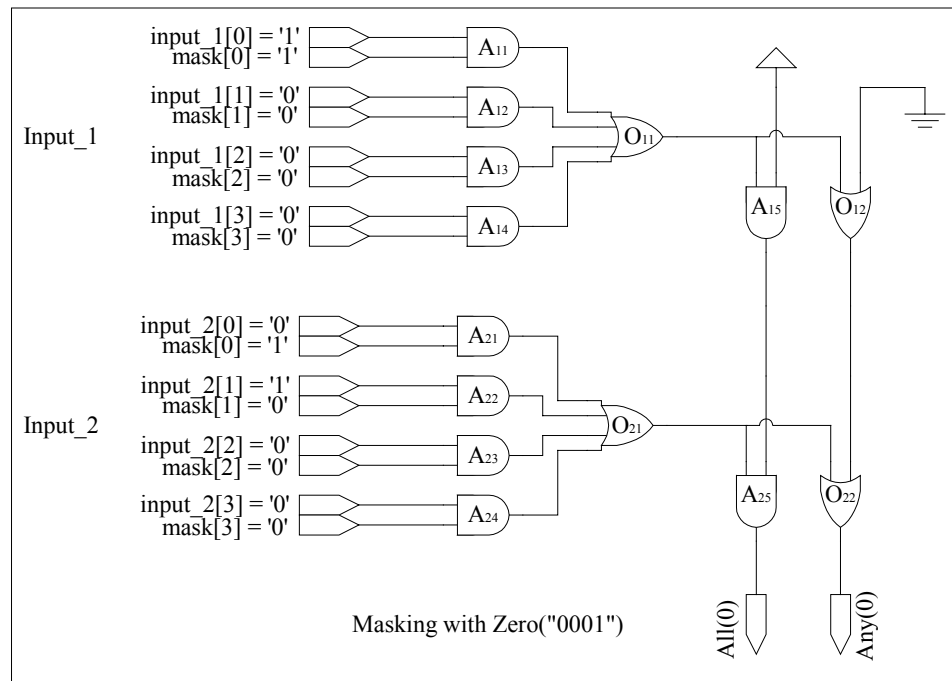 input_1[0] = '1'
mask[0] = '1'
A11
input_1[1] = '0'
mask[1] = '0'
A12
Input_1
O11
input_1[2] = '0'
mask[2] = '0'
A13
A15
O12
input_1[3] = '0'
mask[3] = '0'
A14
input_2[0] = '0'
mask[0] = '1'
A21
input_2[1] = '1'
mask[1] = '0'
A22
Input_2
O21
input_2[2] = '0'
mask[2] = '0'
A23
A25
O22
input_2[3] = '0'
mask[3] = '0'
A24
Masking with Zero("0001")
All(0)
Any(0)